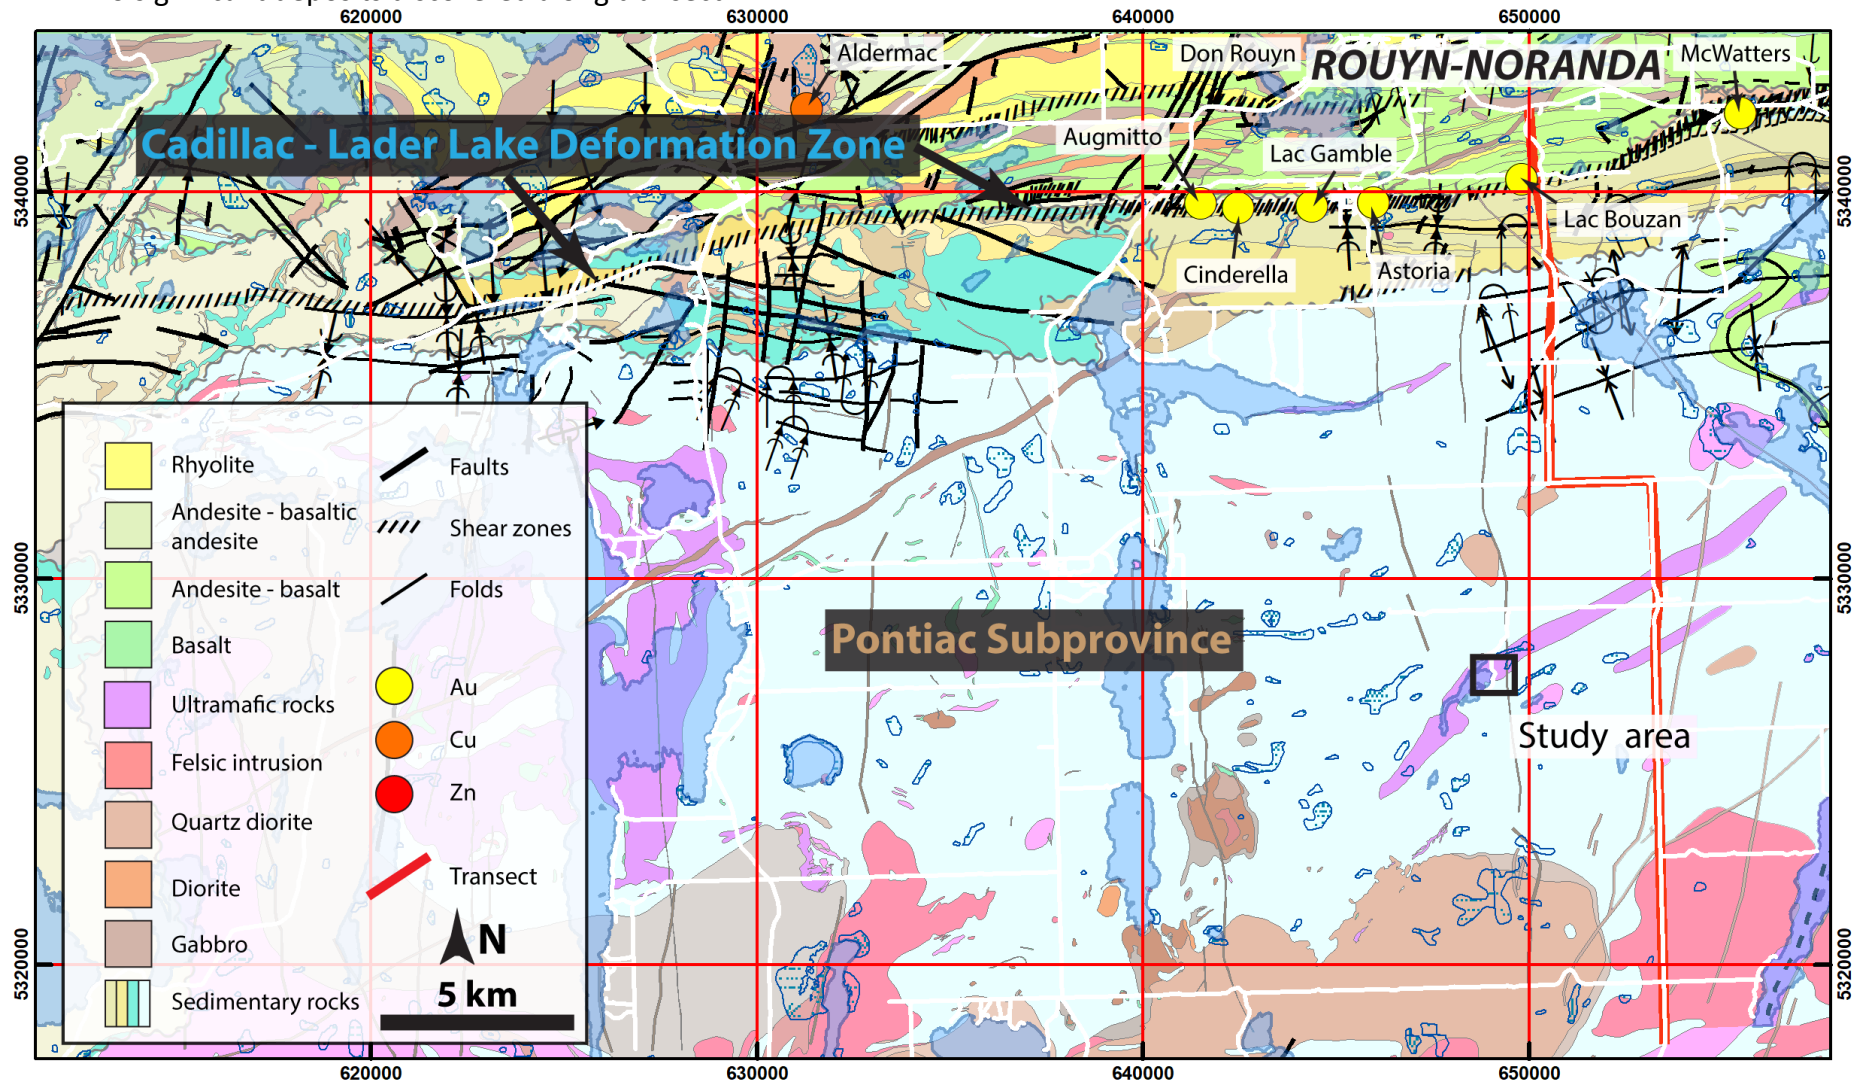 620000
630000
640000
650000
Aldermac
Don Rouyn
ROUYN-NORANDA
McWatters
Cadillac - Lader Lake Deformation Zone
Augmitto
Lac Gamble
5340000
5340000
Lac Bouzan
Cinderella
Astoria
Rhyolite
Faults
Andesite - basaltic
andesite
Shear zones
Andesite - basalt
Folds
5330000
5330000
Basalt
Pontiac Subprovince
Ultramafic rocks
Au
Cu
Study area
Felsic intrusion
Zn
Quartz diorite
Transect
Diorite
Gabbro
N
5320000
5320000
Sedimentary rocks
5 km
620000
630000
640000
650000